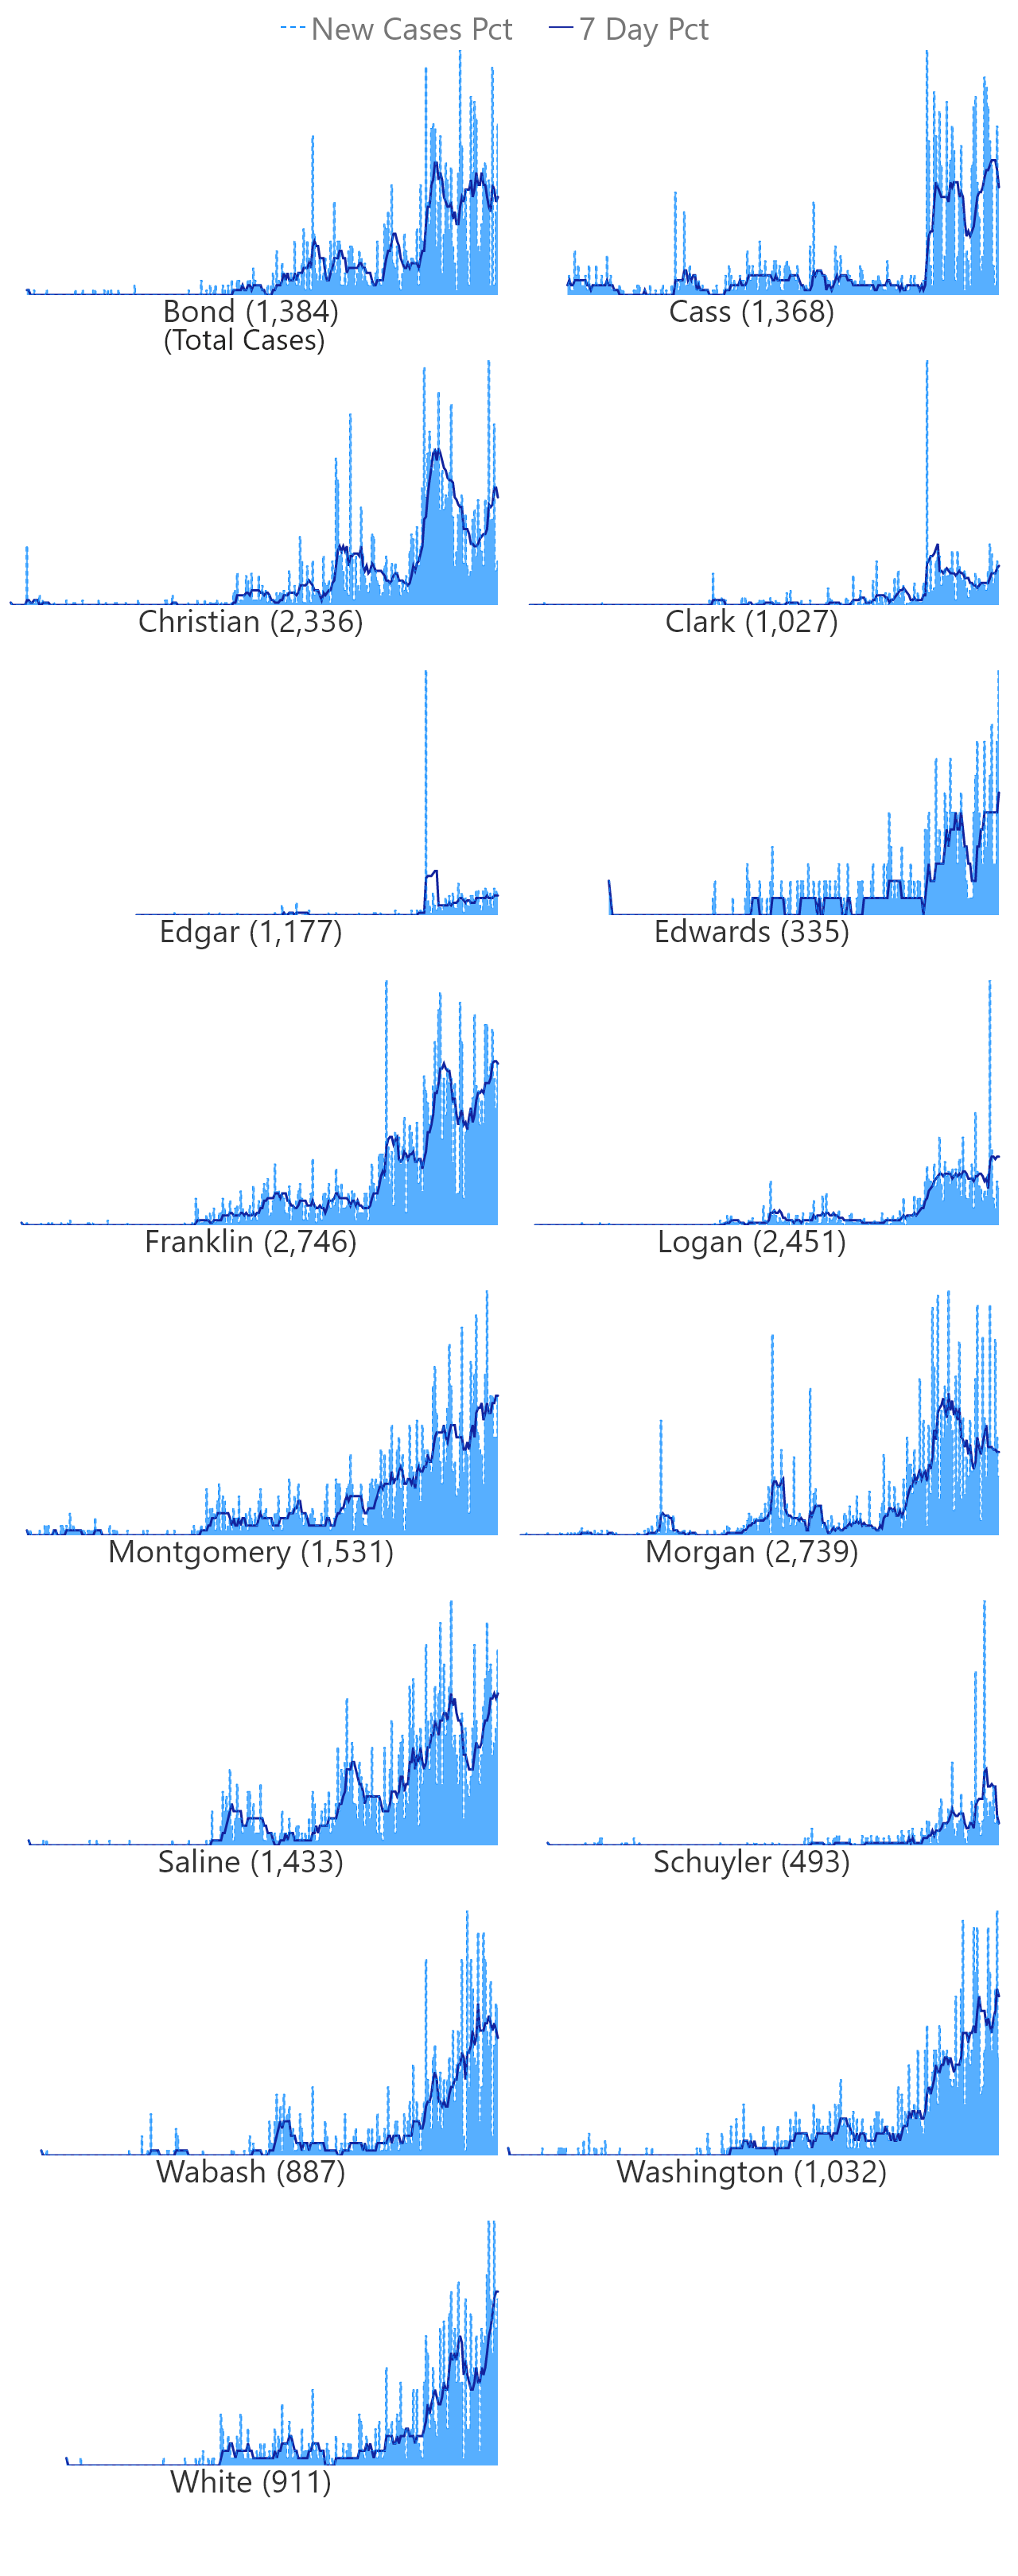 New Cases Pct 7 Day Pct
Bond (1,384)
(Total Cases)
Cass (1,368)
Christian (2,336)
Clark (1,027)
Edgar (1,177)
Edwards (335)
Franklin (2,746)
Logan (2,451)
Montgomery (1,531)
Morgan (2,739)
Saline (1,433)
Schuyler (493)
Wabash (887)
Washington (1,032)
White (911)